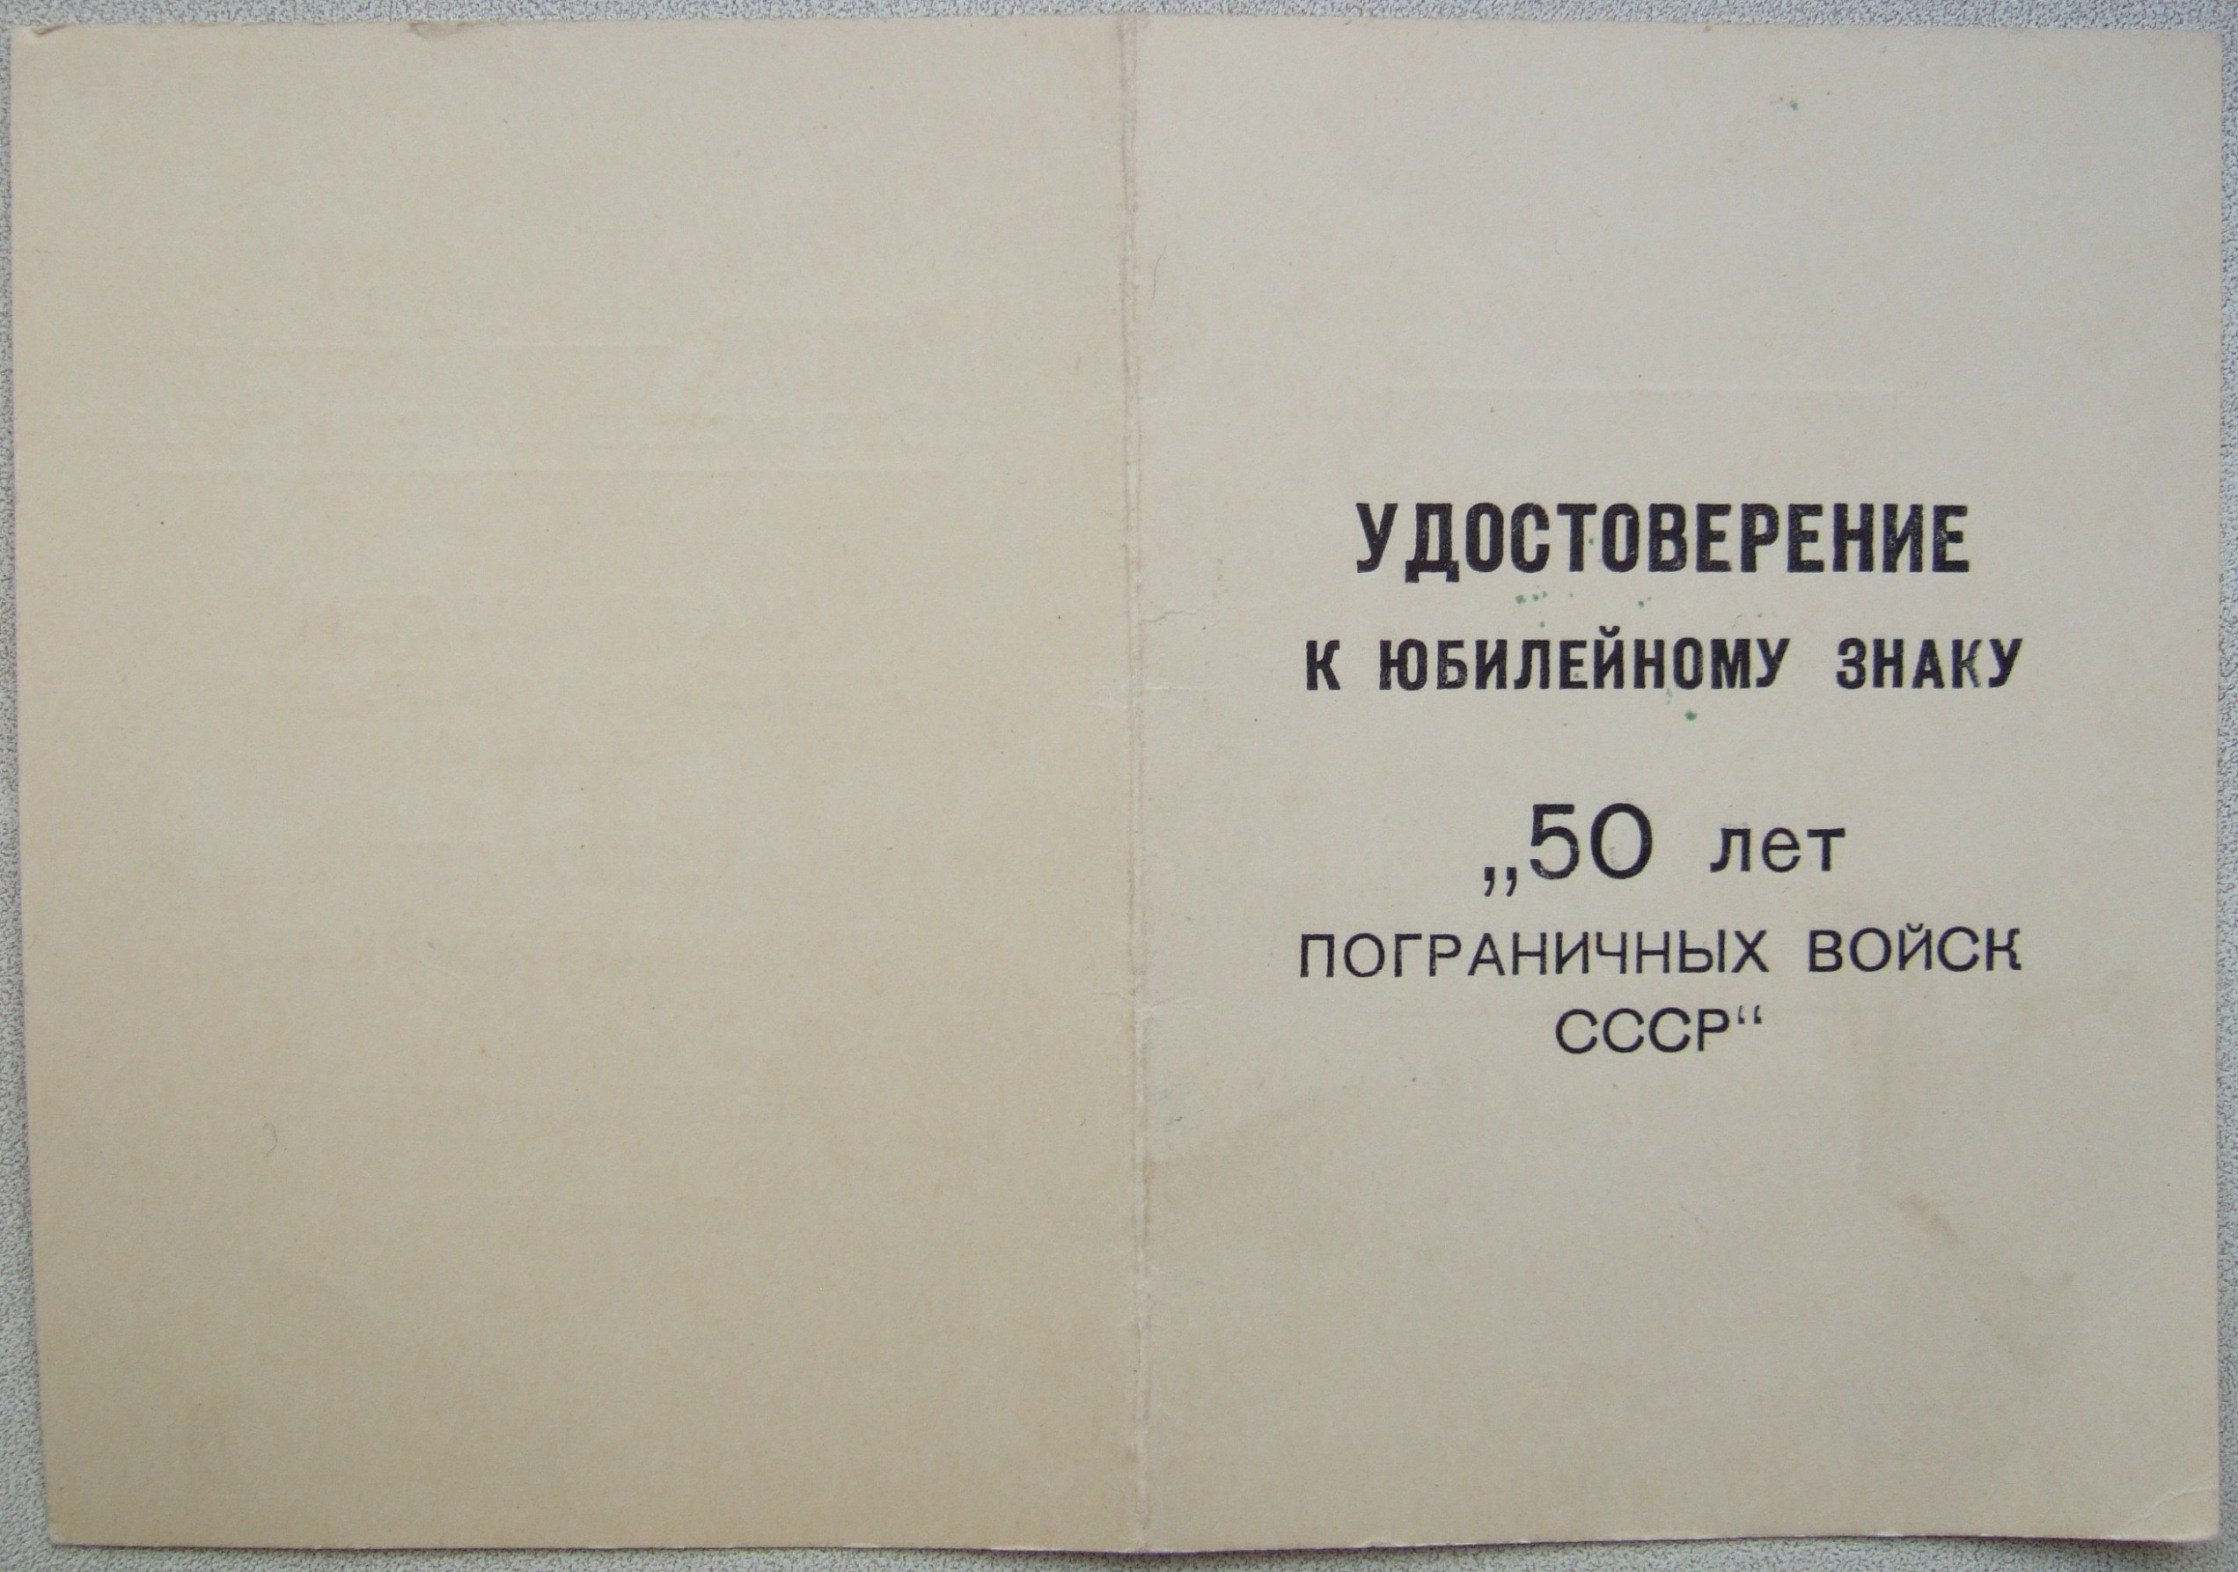 УДОСТОВЕРЕНИЕ
К ЮБИЛЕЙНОМУ ЗНАКУ
„50 лет
ПОГРАНИЧНЫХ ВОЙСК
СССР“